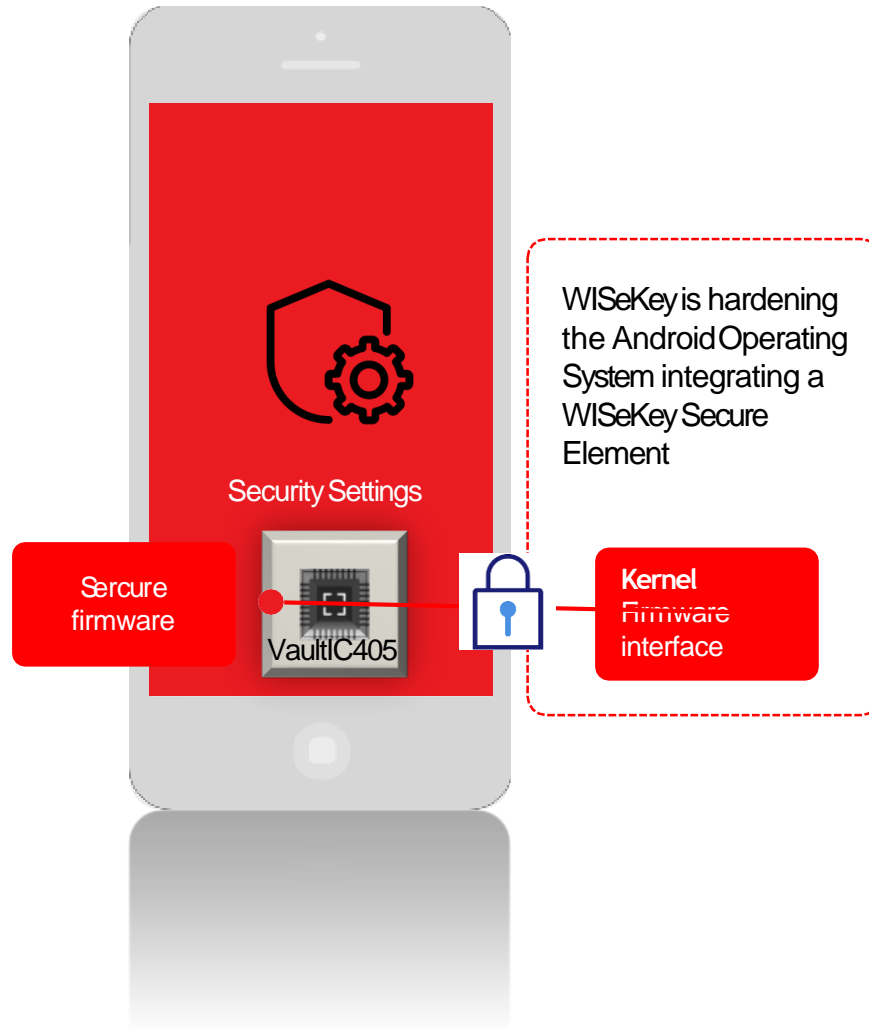 WISeKey is hardening
the Android Operating
System integrating a
WISeKey Secure
Element
Security Settings
Sercure
firmware
VaultIC405
Kernel
Firmware
interface